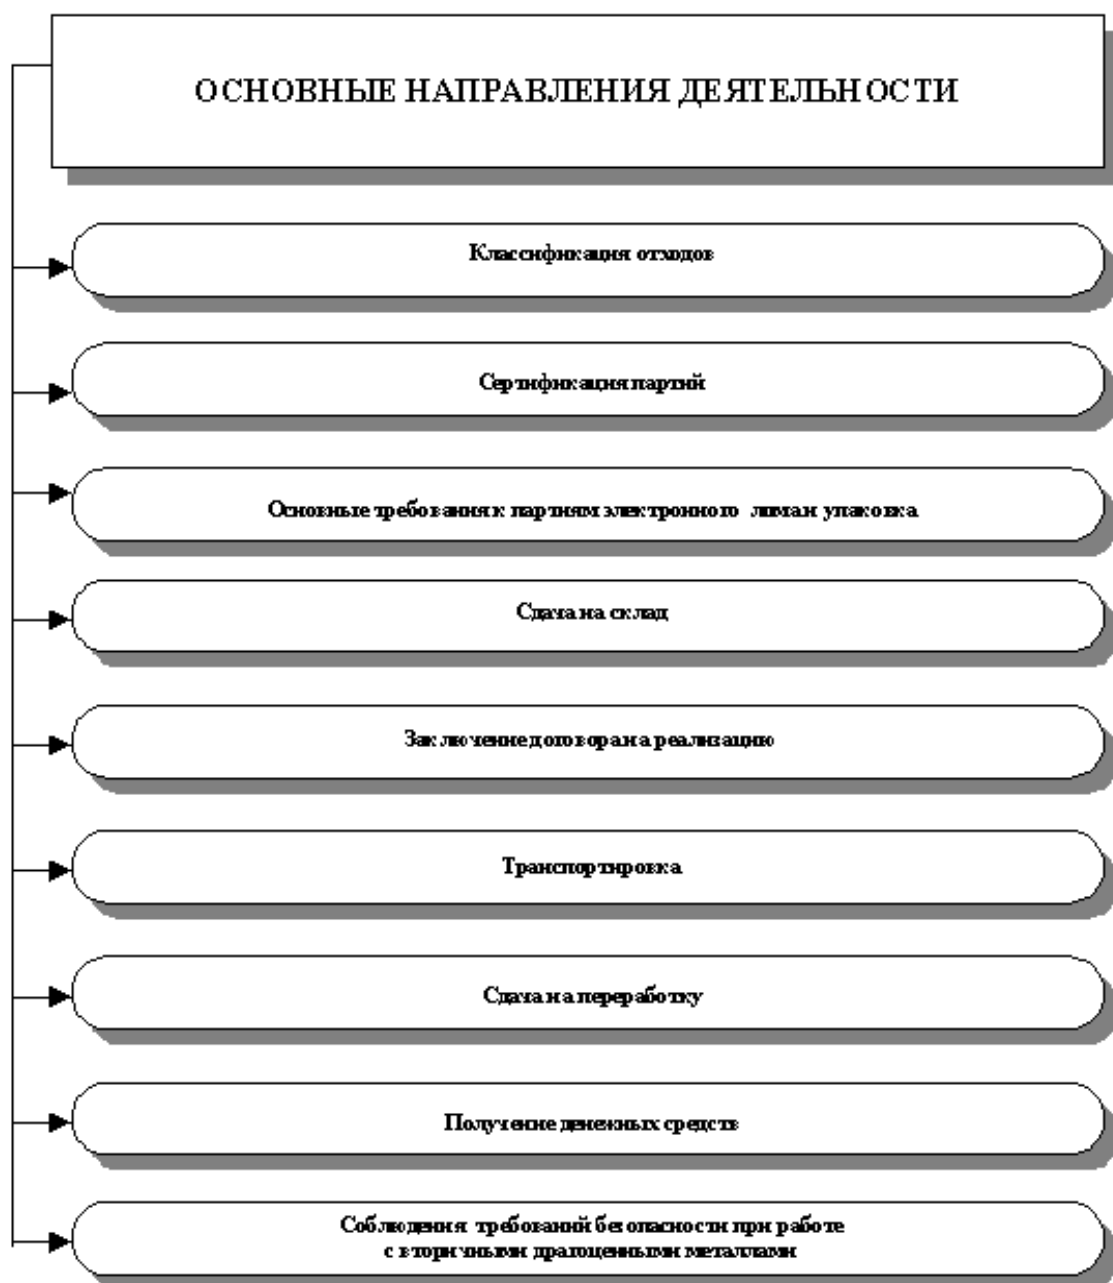 ОСНОВНЫЕ НАПРАВЛЕНИЯ ДЕЯТЕЛЬНОСТИ
Классификация отходов
Сертификация партий
Основные требования к партиям электронного лома и упаковка
Сдача на склад
Заключение договора на реализацию
Транспортировка
Сдача на переработку
Получение денежных средств
Соблюдения требований безопасности при работе
с вторичными драгоценными металлами